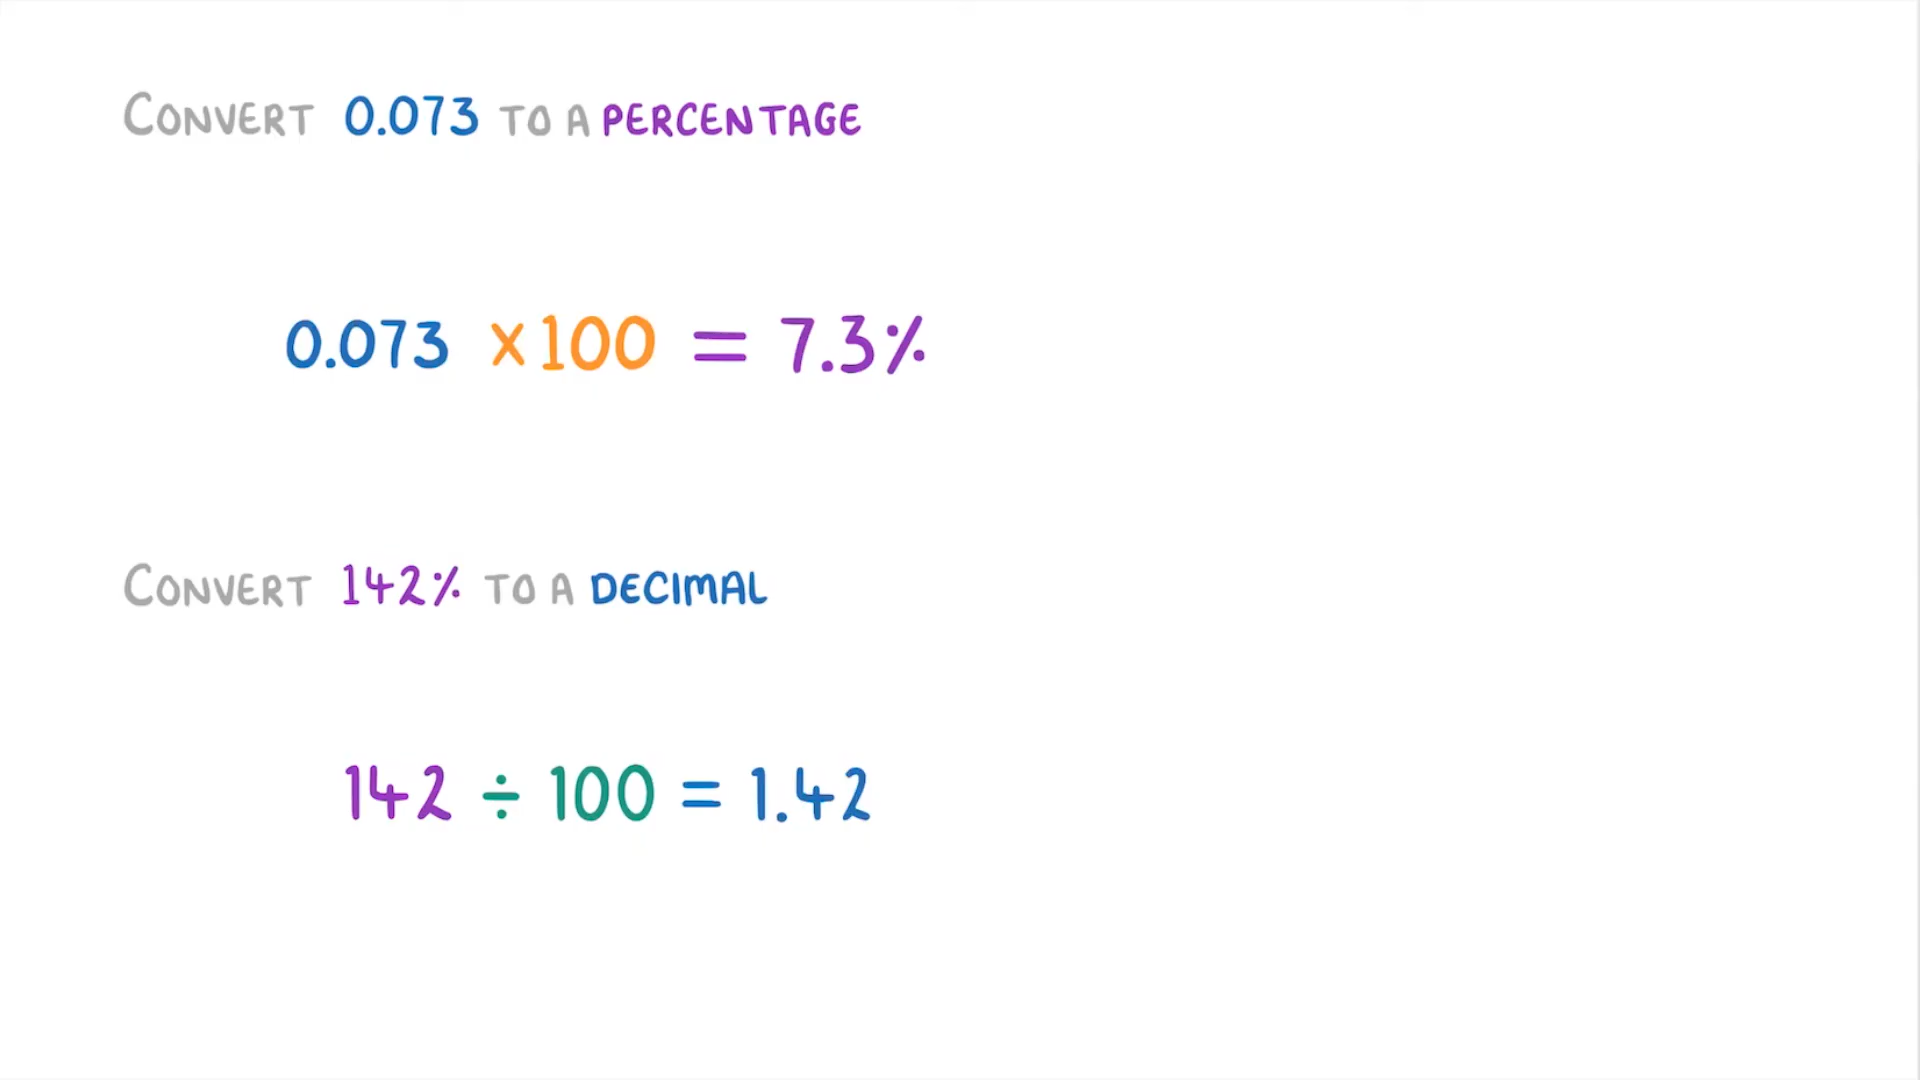 CONVERT 0.073 TO A PERCENTAGE
0.073 ×100 = 7.3%
CONVERT 142% TO A DECIMAL
142 ÷ 100 = 1.42